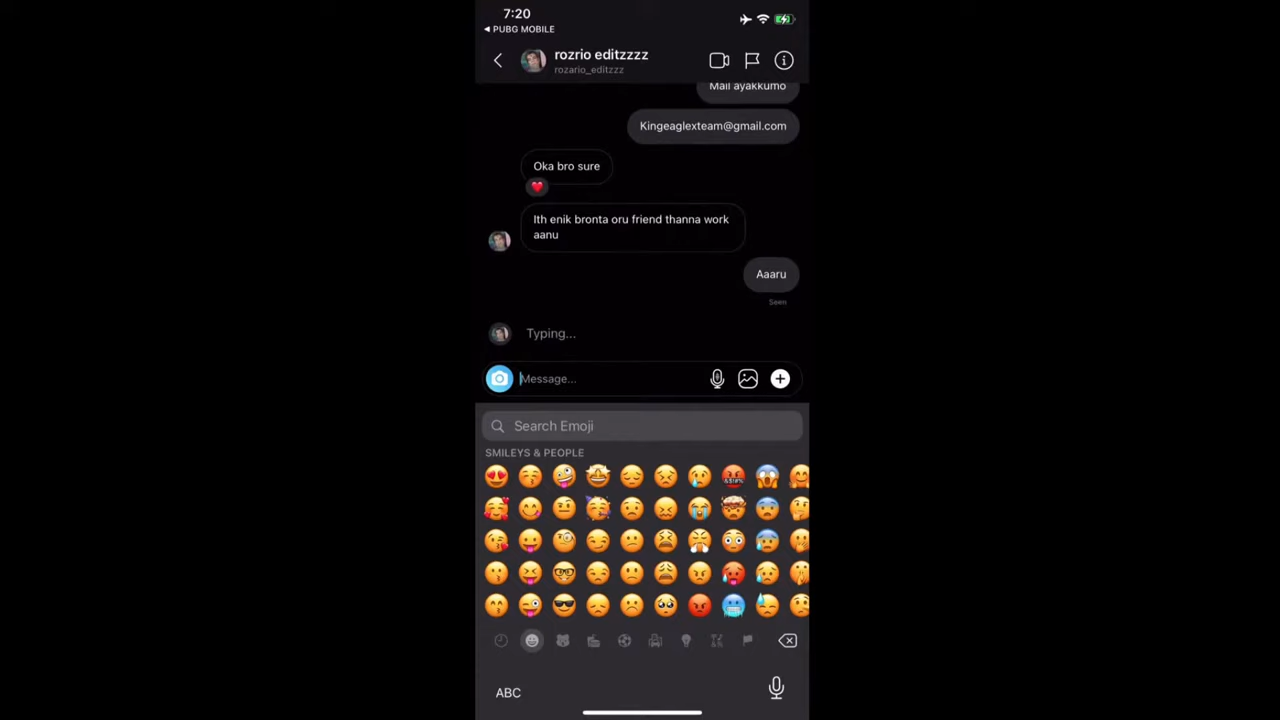 7:20
PUBG MOBILE
rozrio editzzzz
rozario_editzzz
Mail ayakkumo
Kingeaglexteam@gmail.com
Oka bro sure
Ith enik bronta oru friend thanna work
aanu
Aaaru
Seen
Typing...
Message...
Search Emoji
SMILEYS & PEOPLE
ABC